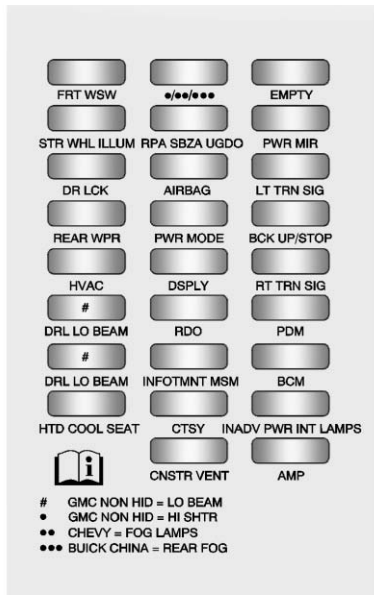 FRT WSW ●/●●/●●● EMPTY
STR WHL ILLUM RPA SBZA UGDO PWR MIR
DR LCK AIRBAG LT TRN SIG
REAR WPR PWR MODE BCK UP/STOP
HVAC DSPLY RT TRN SIG
#
DRL LO BEAM RDO PDM
#
DRL LO BEAM INFOTMNT MSM BCM
HTD COOL SEAT CTSY INADV PWR INT LAMPS
i
CNSTR VENT AMP
# GMC NON HID = LO BEAM
● GMC NON HID = HI SHTR
●● CHEVY = FOG LAMPS
●●● BUICK CHINA = REAR FOG